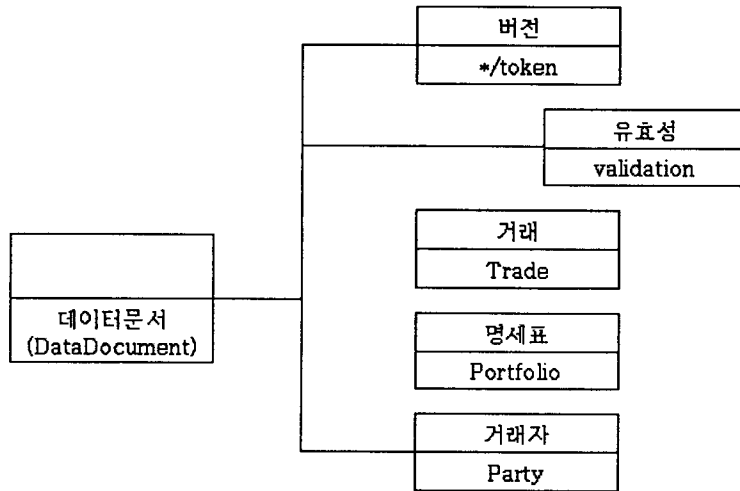 버전
*/token
유효성
validation
거래
Trade
데이터문서
(DataDocument)
명세표
Portfolio
거래자
Party